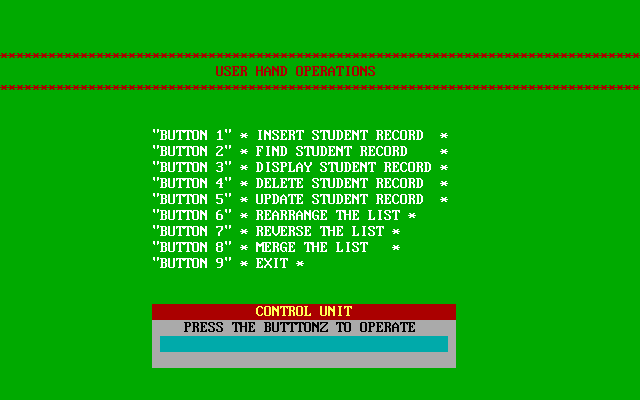 ********************************************************************************
USER HAND OPERATIONS
********************************************************************************
"BUTTON 1" * INSERT STUDENT RECORD  *
"BUTTON 2" * FIND STUDENT RECORD    *
"BUTTON 3" * DISPLAY STUDENT RECORD *
"BUTTON 4" * DELETE STUDENT RECORD  *
"BUTTON 5" * UPDATE STUDENT RECORD  *
"BUTTON 6" * REARRANGE THE LIST *
"BUTTON 7" * REVERSE THE LIST *
"BUTTON 8" * MERGE THE LIST   *
"BUTTON 9" * EXIT *
CONTROL UNIT
PRESS THE BUTTTONZ TO OPERATE